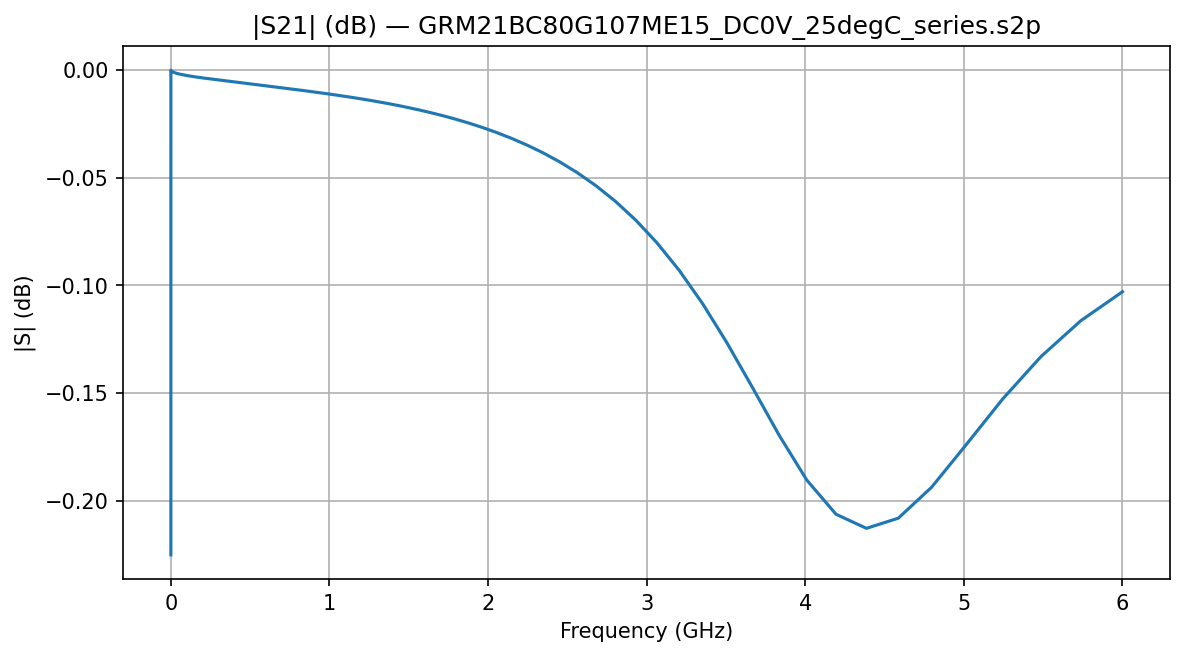 |S21| (dB) — GRM21BC80G107ME15_DC0V_25degC_series.s2p
|S| (dB)
0.00
−0.05
−0.10
−0.15
−0.20
0 1 2 3 4 5 6
Frequency (GHz)